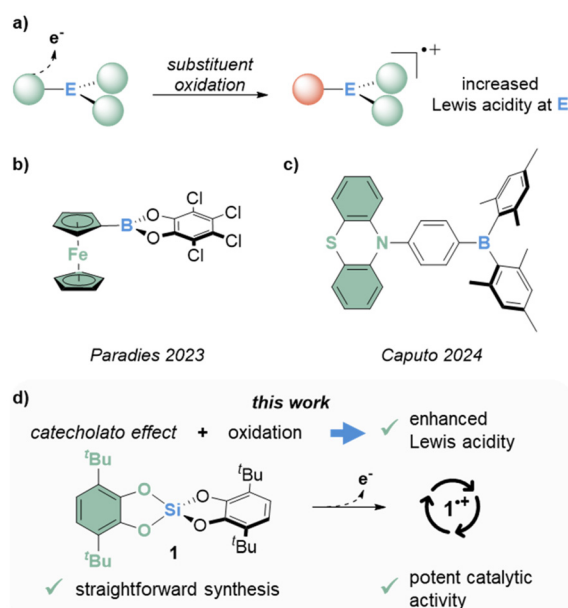 a)
e-
E
substituent
oxidation
E
•+
increased
Lewis acidity at E
b)
c)
Fe
B
O
O
Cl
Cl
Cl
Cl
S
N
B
Paradies 2023
Caputo 2024
d)
this work
catecholato effect + oxidation
✓ enhanced
Lewis acidity
tBu
tBu
O
O
Si
O
O
tBu
tBu
1
e-
1•+
✓ straightforward synthesis
✓ potent catalytic
activity